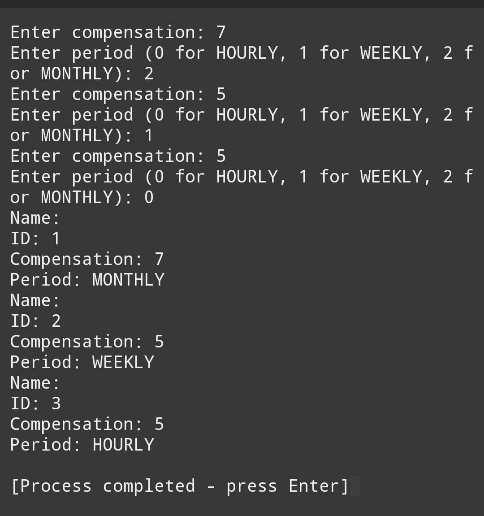 Enter compensation: 7
Enter period (0 for HOURLY, 1 for WEEKLY, 2 f
or MONTHLY): 2
Enter compensation: 5
Enter period (0 for HOURLY, 1 for WEEKLY, 2 f
or MONTHLY): 1
Enter compensation: 5
Enter period (0 for HOURLY, 1 for WEEKLY, 2 f
or MONTHLY): 0
Name:
ID: 1
Compensation: 7
Period: MONTHLY
Name:
ID: 2
Compensation: 5
Period: WEEKLY
Name:
ID: 3
Compensation: 5
Period: HOURLY
[Process completed - press Enter]